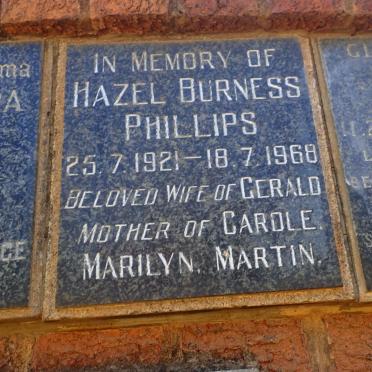 IN MEMORY OF
HAZEL BURNESS
PHILLIPS
25.7.1921—18.7.1968
BELOVED WIFE OF GERALD
MOTHER OF CAROLE.
MARILYN. MARTIN.